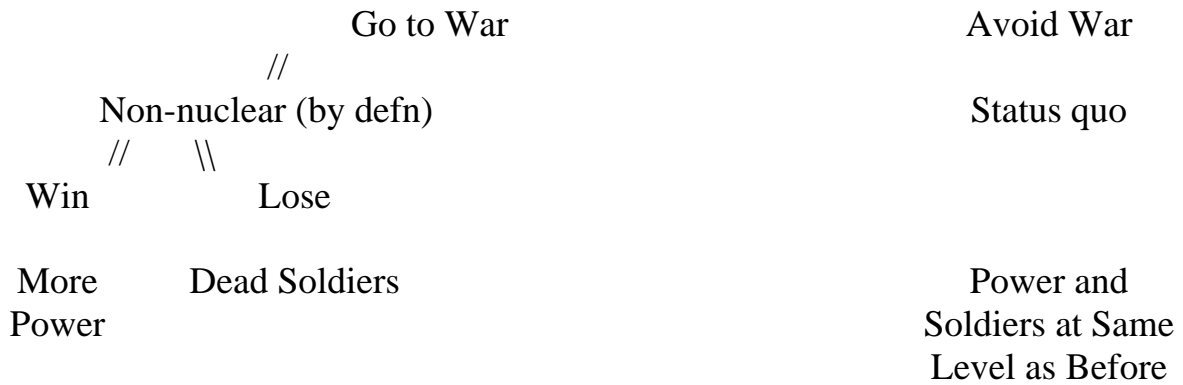 Go to War Avoid War
//
Non-nuclear (by defn) Status quo
// \\
Win Lose
More Dead Soldiers Power and
Power Soldiers at Same
Level as Before